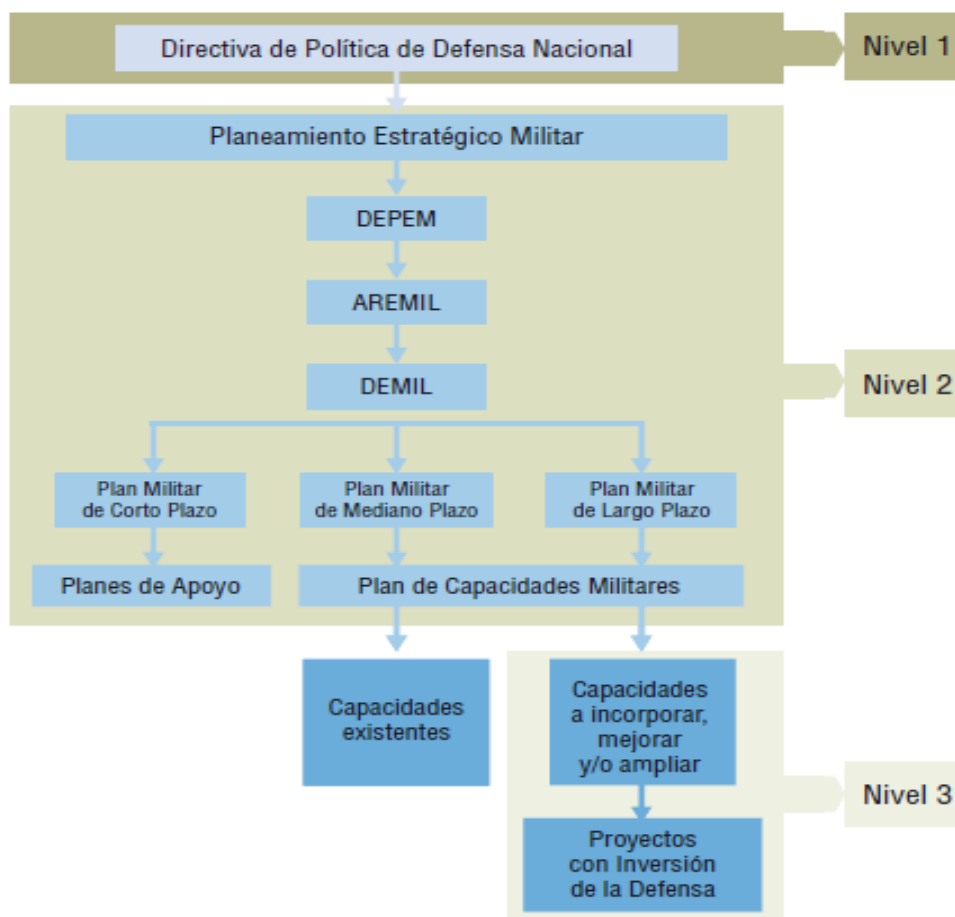 Directiva de Política de Defensa Nacional
Nivel 1
Planeamiento Estratégico Militar
DEPEM
AREMIL
DEMIL
Nivel 2
Plan Militar
de Corto Plazo
Plan Militar
de Mediano Plazo
Plan Militar
de Largo Plazo
Planes de Apoyo
Plan de Capacidades Militares
Capacidades
existentes
Capacidades
a incorporar,
mejorar
y/o ampliar
Nivel 3
Proyectos
con Inversión
de la Defensa